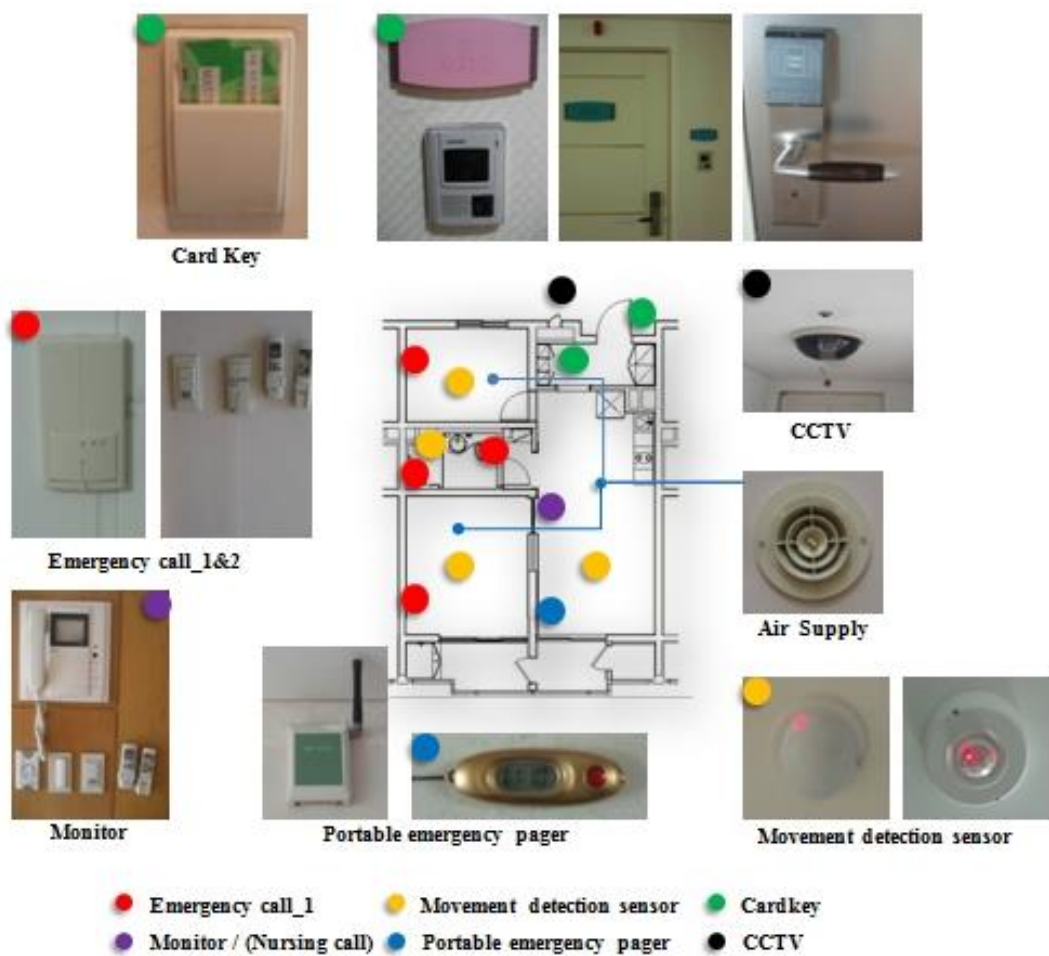 Card Key
CCTV
Emergency call_1&2
Air Supply
Monitor
Portable emergency pager
Movement detection sensor
Emergency call_1
Movement detection sensor
Cardkey
Monitor / (Nursing call)
Portable emergency pager
CCTV